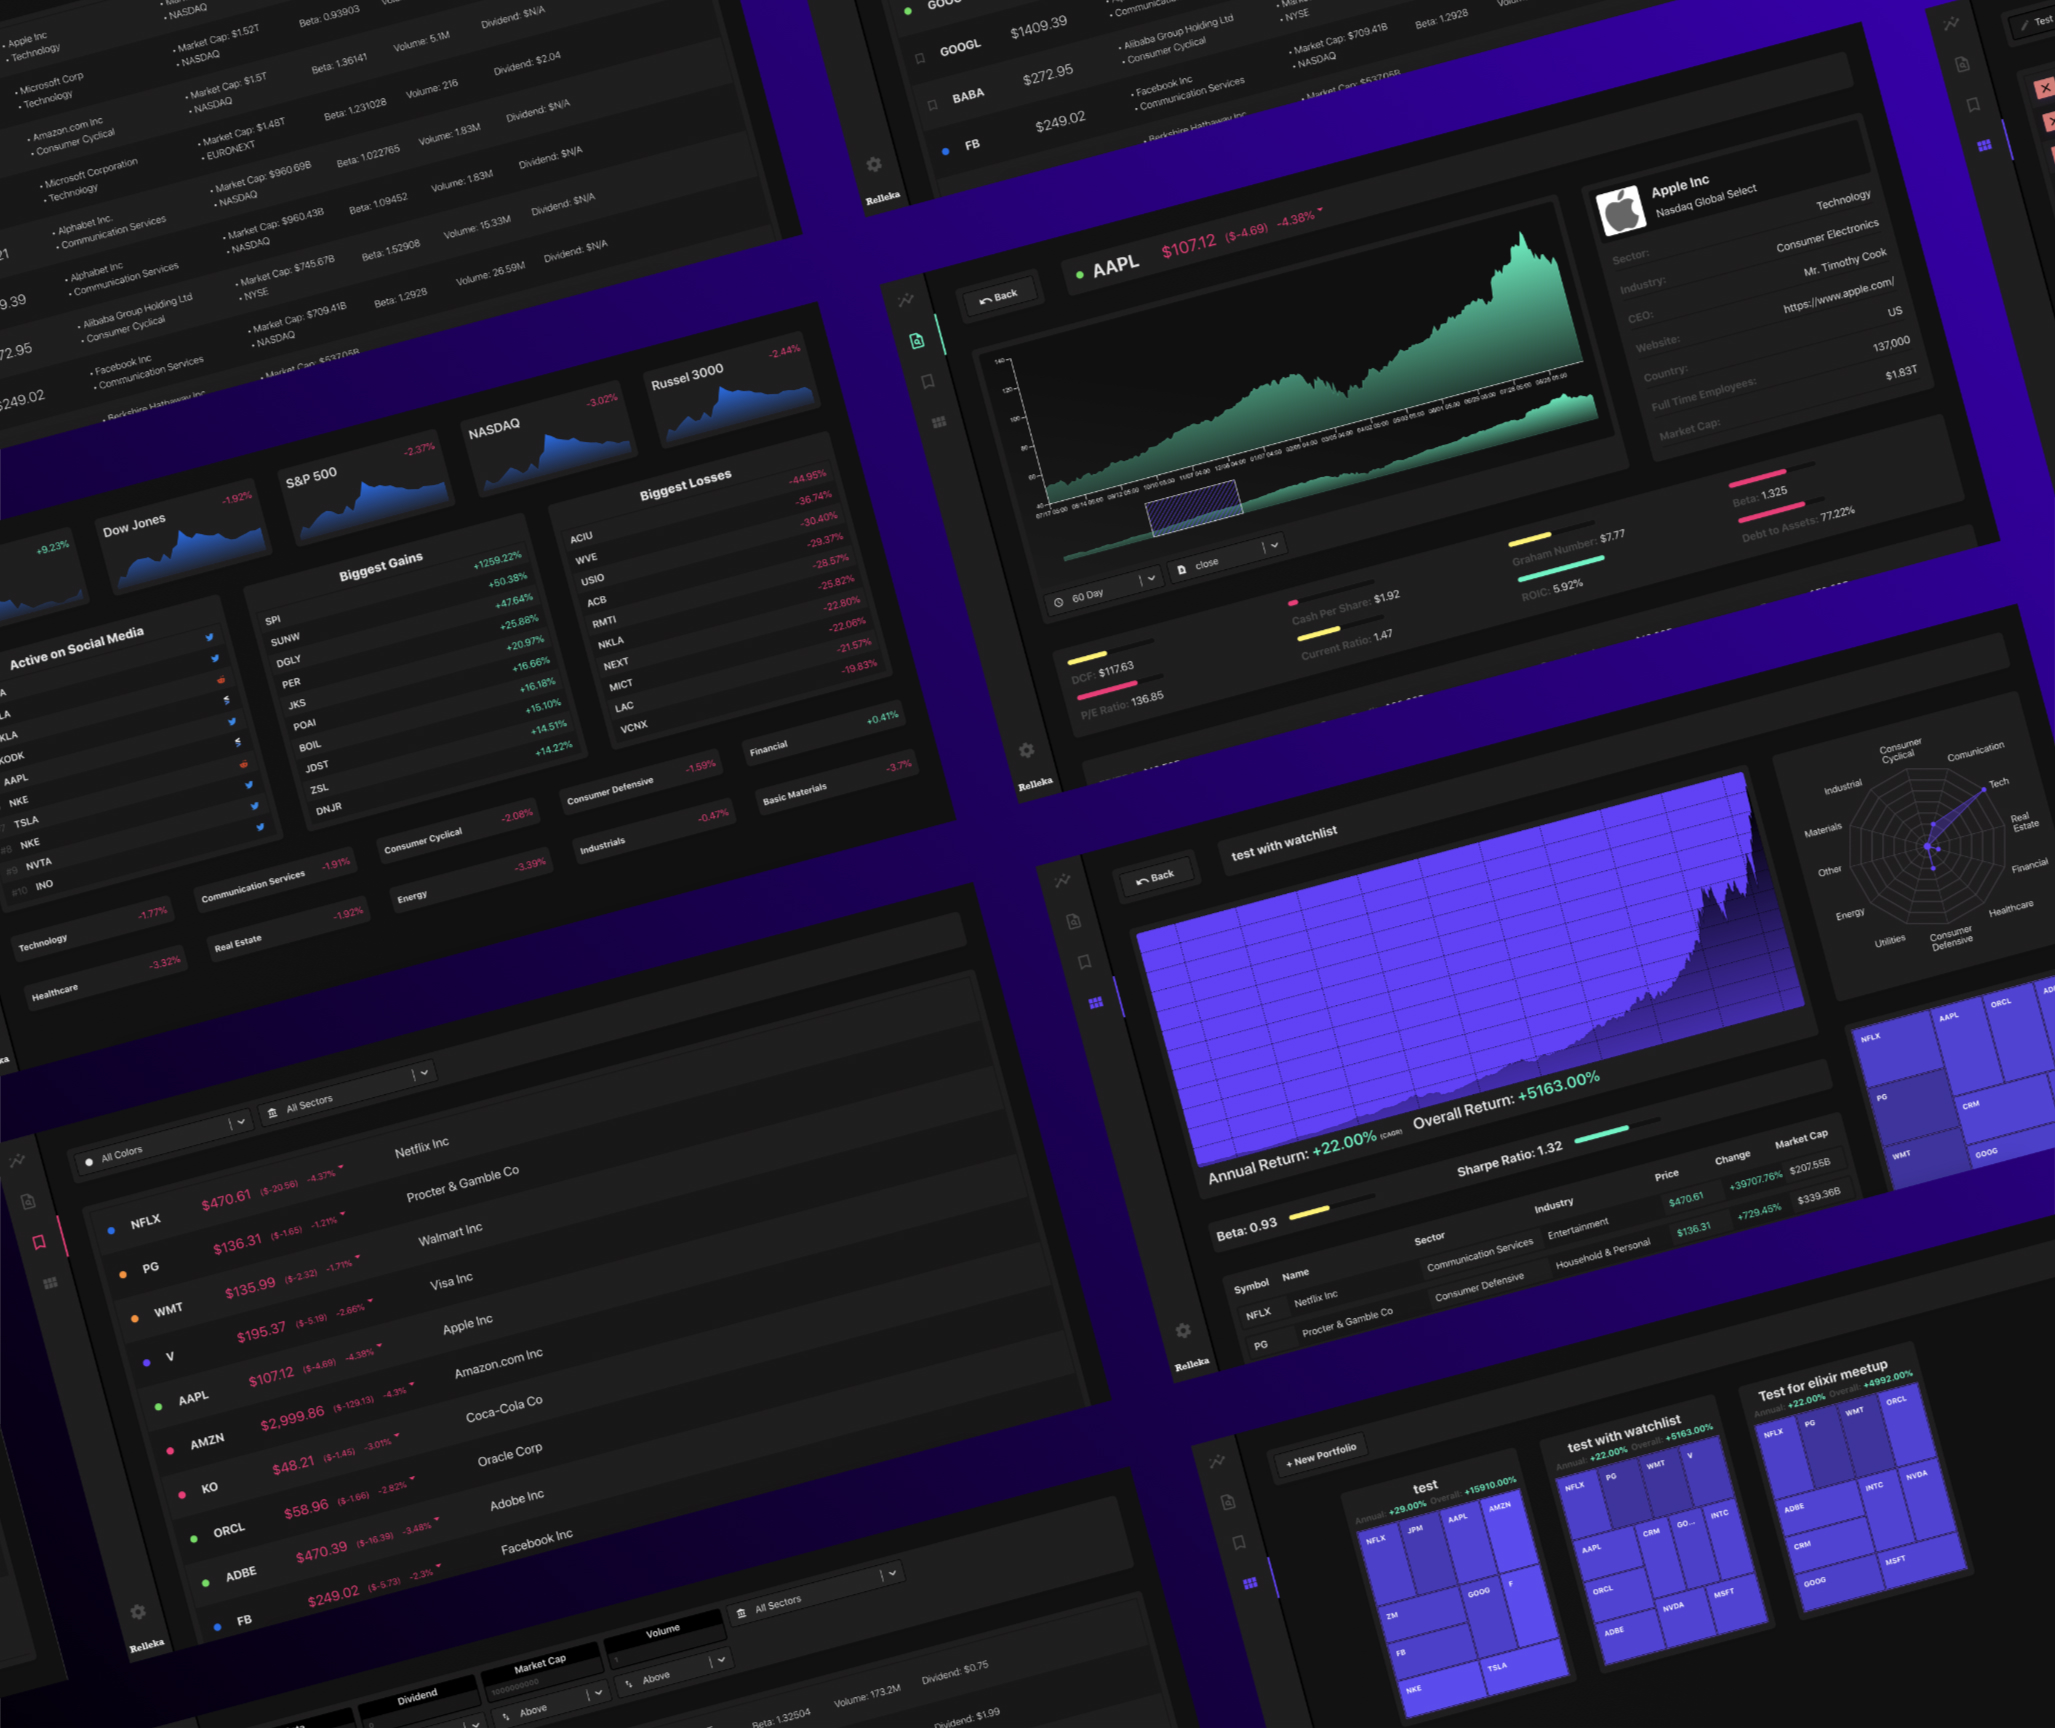 • Apple Inc
• Technology
• NASDAQ
Beta: 0.93903
Dividend: $N/A
• Microsoft Corp
• Technology
• Market Cap: $1.52T
• NASDAQ
Beta: 1.36141
Volume: 5.1M
Dividend: $2.04
• Amazon.com Inc
• Consumer Cyclical
• Market Cap: $1.5T
• NASDAQ
Beta: 1.231028
Volume: 216
Dividend: $N/A
• Microsoft Corporation
• Technology
• Market Cap: $1.48T
• EURONEXT
Beta: 1.022765
Volume: 1.83M
Dividend: $N/A
• Alphabet Inc.
• Communication Services
• Market Cap: $960.69B
• NASDAQ
Beta: 1.09452
Volume: 1.83M
Dividend: $N/A
• Alphabet Inc
• Communication Services
• Market Cap: $960.43B
• NASDAQ
Beta: 1.52908
Volume: 15.33M
Dividend: $N/A
• Alibaba Group Holding Ltd
• Consumer Cyclical
• Market Cap: $745.67B
• NYSE
Beta: 1.2928
Volume: 26.59M
$249.02
• Facebook Inc
• Communication Services
• Market Cap: $709.41B
• NASDAQ
• Berkshire Hathaway Inc
GOOGL
$1409.39
BABA
$272.95
• Alibaba Group Holding Ltd
• Consumer Cyclical
• NYSE
Beta: 1.2928
FB
$249.02
• Facebook Inc
• Communication Services
• Market Cap: $709.41B
• NASDAQ
• Berkshire Hathaway Inc
Relleka
Test
+9.23%
Dow Jones
-1.92%
S&P 500
-2.37%
NASDAQ
-3.02%
Russel 3000
-2.44%
Active on Social Media
KODK
AAPL
NKE
TSLA
#8 NKE
#9 NVTA
#10 INO
Biggest Gains
SPI +1259.22%
SUNW +50.38%
DGLY +47.64%
PER +25.88%
JKS +20.97%
POAI +16.66%
BOIL +16.18%
JDST +15.10%
ZSL +14.51%
DNJR +14.22%
Biggest Losses
ACIU -44.95%
WVE -36.74%
USIO -30.40%
ACB -29.37%
RMTI -28.57%
NKLA -25.82%
NEXT -22.80%
MICT -22.06%
LAC -21.57%
VCNX -19.83%
Technology -1.77%
Communication Services -1.91%
Consumer Cyclical -2.08%
Consumer Defensive -1.59%
Financial +0.41%
Healthcare -3.32%
Real Estate -1.92%
Energy -3.39%
Industrials -0.47%
Basic Materials -3.7%
Back
AAPL
$107.12 ($-4.69) -4.38%
140
120
100
80
60
40
60 Day
close
Apple Inc
Nasdaq Global Select
Sector: Technology
Industry: Consumer Electronics
CEO: Mr. Timothy Cook
Website: https://www.apple.com/
Country: US
Full Time Employees: 137,000
Market Cap: $1.83T
DCF: $117.63
P/E Ratio: 136.85
Cash Per Share: $1.92
Current Ratio: 1.47
Graham Number: $7.77
ROIC: 5.92%
Beta: 1.325
Debt to Assets: 77.22%
Relleka
Back
test with watchlist
Annual Return: +22.00% (CAGR) Overall Return: +5163.00%
Beta: 0.93
Sharpe Ratio: 1.32
Symbol Name Sector Industry Price Change Market Cap
NFLX Netflix Inc Communication Services Entertainment $470.61 +39707.76% $207.55B
PG Procter & Gamble Co Consumer Defensive Household & Personal $136.31 +729.45% $339.36B
Consumer Cyclical
Comunication
Tech
Real Estate
Financial
Healthcare
Consumer Defensive
Utilities
Energy
Other
Materials
Industrial
NFLX
AAPL
ORCL
PG
CRM
WMT
GOOG
Relleka
All Colors
All Sectors
NFLX $470.61 ($-20.56) -4.37% Netflix Inc
PG $136.31 ($-1.65) -1.21% Procter & Gamble Co
WMT $135.99 ($-2.32) -1.71% Walmart Inc
V $195.37 ($-5.19) -2.66% Visa Inc
AAPL $107.12 ($-4.69) -4.38% Apple Inc
AMZN $2,999.86 ($-129.13) -4.3% Amazon.com Inc
KO $48.21 ($-1.45) -3.01% Coca-Cola Co
ORCL $58.96 ($-1.66) -2.82% Oracle Corp
ADBE $470.39 ($-16.39) -3.48% Adobe Inc
FB $249.02 ($-5.73) -2.3% Facebook Inc
Relleka
Dividend
Market Cap
Volume
Above
Above
All Sectors
Beta: 1.32504
Volume: 173.2M
Dividend: $0.75
Dividend: $1.99
+ New Portfolio
test
Annual: +29.00% Overall: +15910.00%
NFLX
JPM
AAPL
AMZN
ZM
GOOG
F
FB
NKE
TSLA
test with watchlist
Annual: +22.00% Overall: +5163.00%
NFLX
PG
WMT
V
AAPL
CRM
GO...
INTC
ORCL
ADBE
NVDA
MSFT
Test for elixir meetup
Annual: +22.00% Overall: +4992.00%
NFLX
PG
WMT
ORCL
ADBE
INTC
NVDA
CRM
GOOG
MSFT